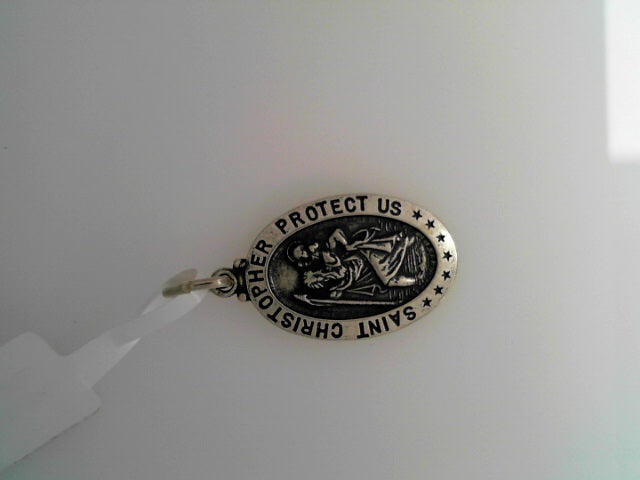 SAINT CHRISTOPHER PROTECT US